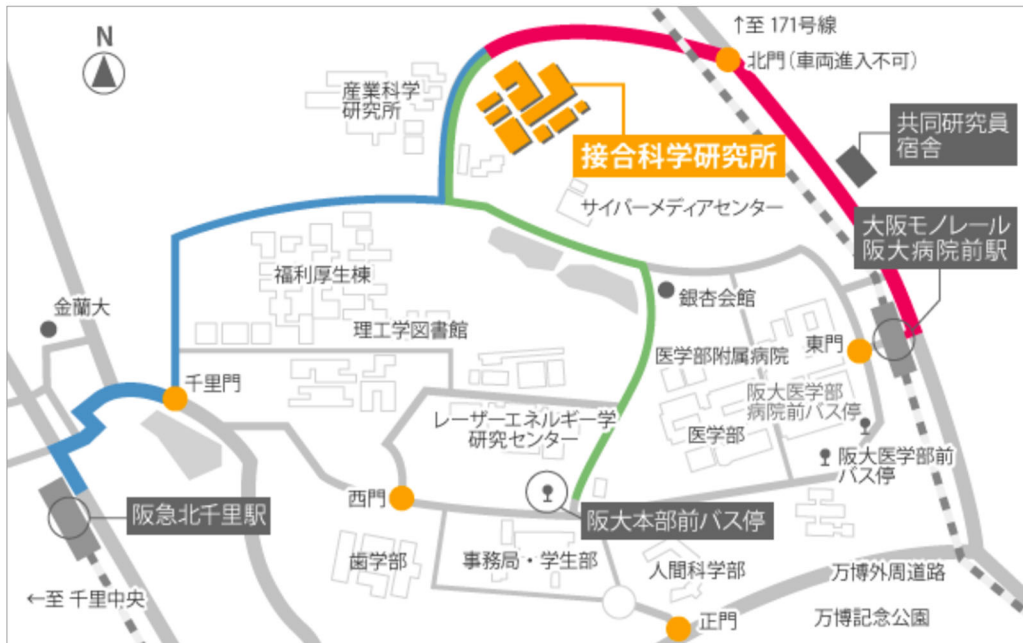 N
↑至 171号線
北門(車両進入不可)
産業科学
研究所
共同研究員
宿舎
接合科学研究所
サイバーメディアセンター
大阪モノレール
阪大病院前駅
福利厚生棟
金蘭大
銀杏会館
理工学図書館
東門
医学部附属病院
千里門
阪大医学部
病院前バス停
レーザーエネルギー学
研究センター
医学部
阪大医学部前
バス停
西門
阪急北千里駅
阪大本部前バス停
歯学部
事務局・学生部
人間科学部
万博外周道路
←至 千里中央
正門
万博記念公園